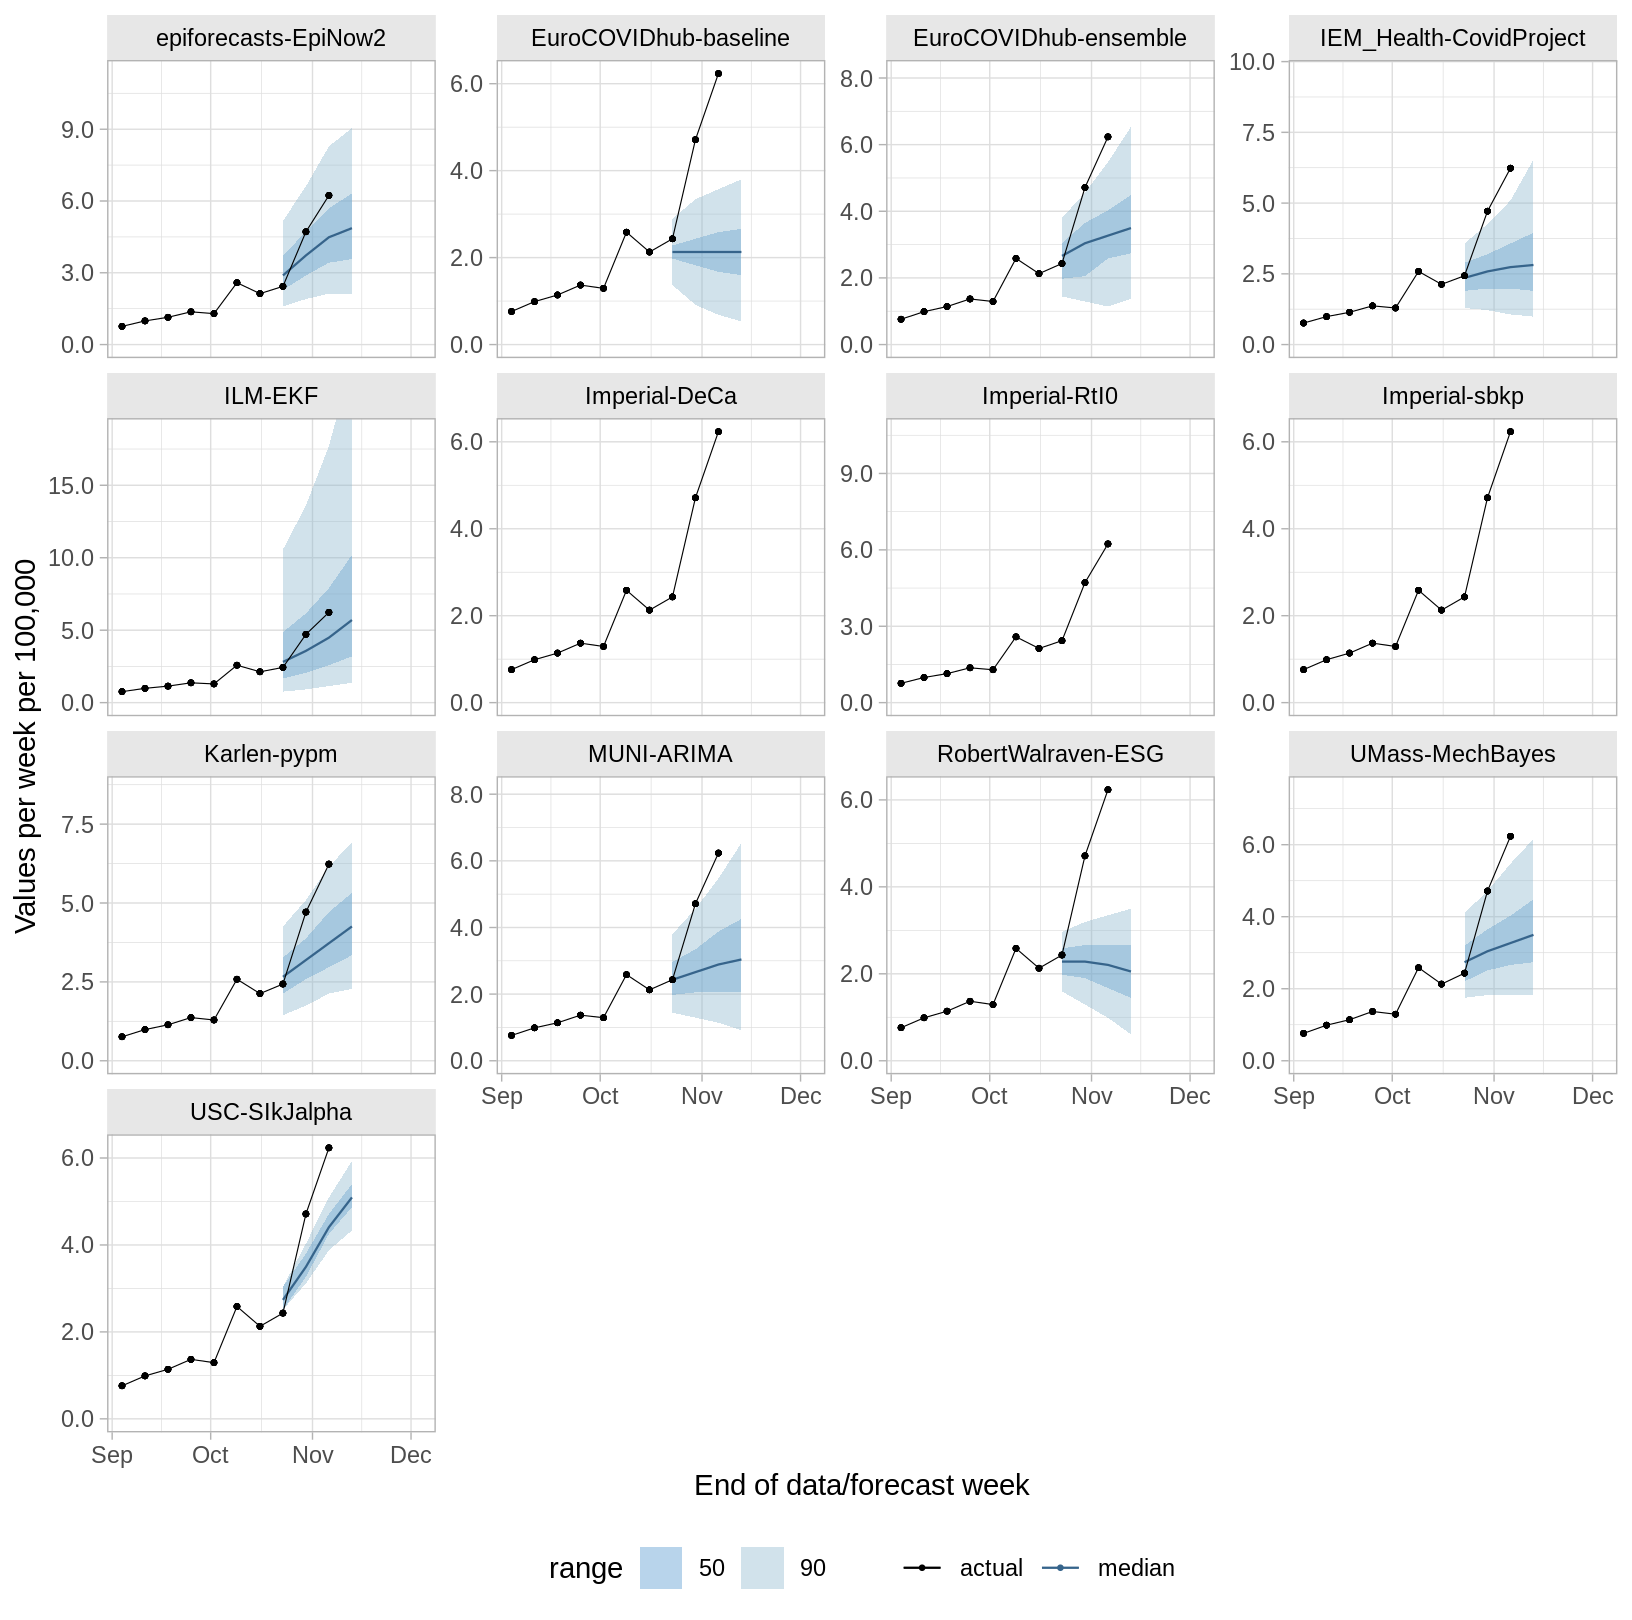 epiforecasts-EpiNow2 EuroCOVIDhub-baseline EuroCOVIDhub-ensemble IEM_Health-CovidProject
9.0 6.0 3.0 0.0
6.0 4.0 2.0 0.0
8.0 6.0 4.0 2.0 0.0
10.0 7.5 5.0 2.5 0.0
ILM-EKF Imperial-DeCa Imperial-RtI0 Imperial-sbkp
15.0 10.0 5.0 0.0
6.0 4.0 2.0 0.0
9.0 6.0 3.0 0.0
6.0 4.0 2.0 0.0
Values per week per 100,000
Karlen-pypm MUNI-ARIMA RobertWalraven-ESG UMass-MechBayes
7.5 5.0 2.5 0.0
8.0 6.0 4.0 2.0 0.0
6.0 4.0 2.0 0.0
6.0 4.0 2.0 0.0
Sep Oct Nov Dec Sep Oct Nov Dec Sep Oct Nov Dec
USC-SIkJalpha
6.0 4.0 2.0 0.0
Sep Oct Nov Dec
End of data/forecast week
range 50 90 actual median